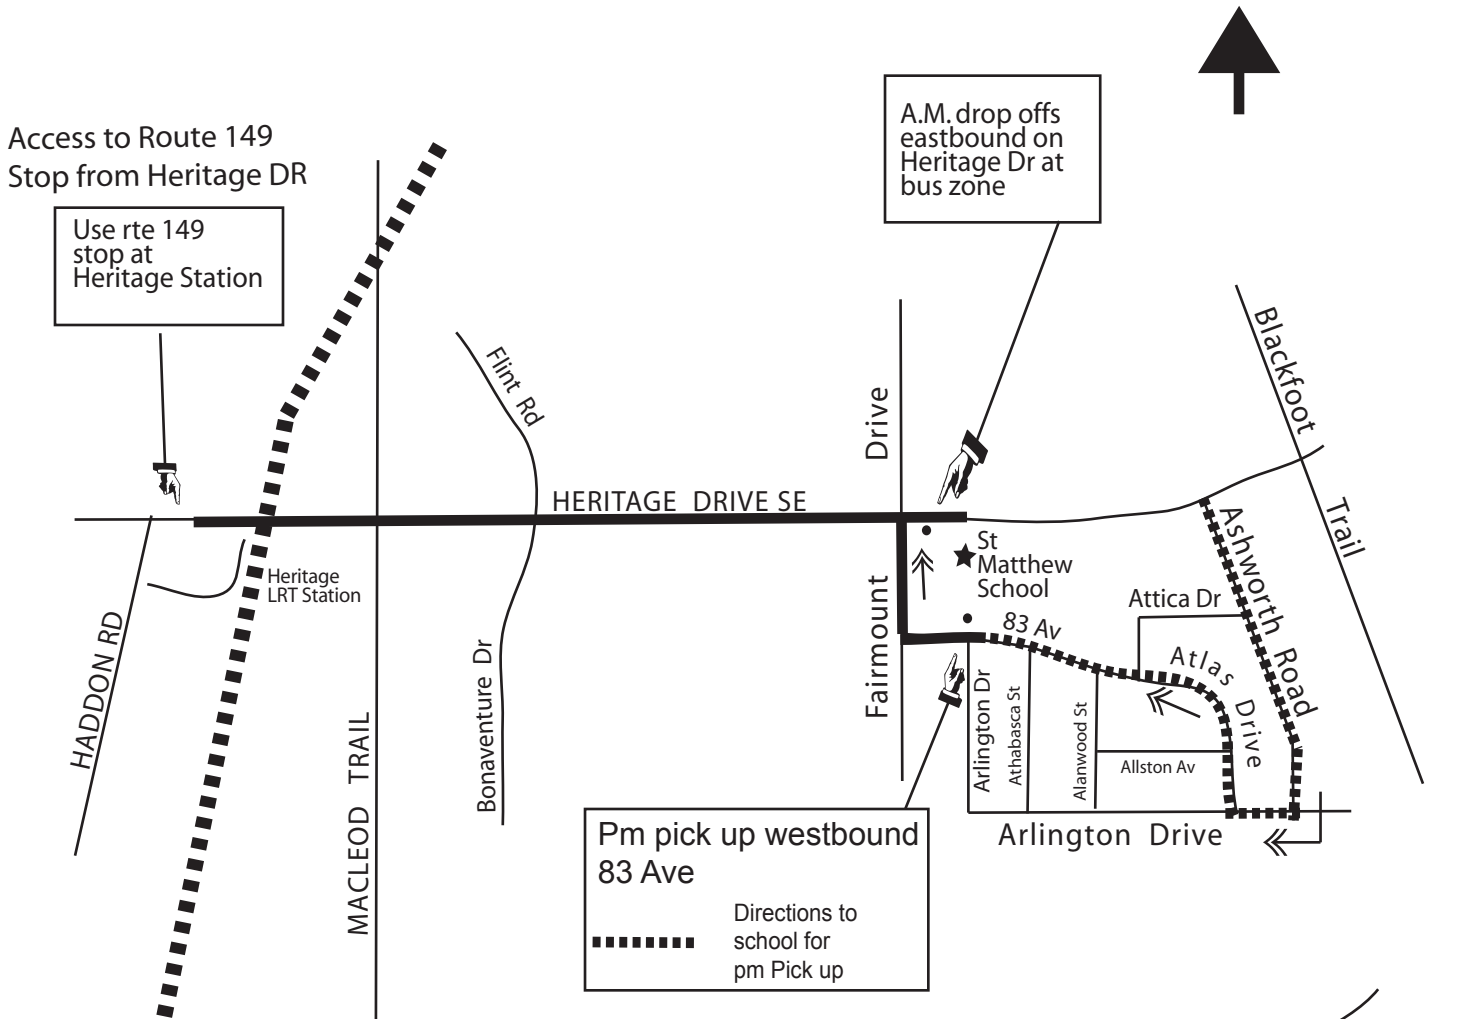 Access to Route 149
Stop from Heritage DR
Use rte 149
stop at
Heritage Station
A.M. drop offs
eastbound on
Heritage Dr at
bus zone
Flint Rd
Drive
Blackfoot
Trail
HERITAGE DRIVE SE
St
Matthew
School
Heritage
LRT Station
HADDON RD
MACLEOD TRAIL
Bonaventure Dr
Fairmount
83 Av
Attica Dr
Ashworth Road
Atlas
Drive
Arlington Dr
Athabasca St
Alanwood St
Allston Av
Arlington Drive
Pm pick up westbound
83 Ave
Directions to
school for
pm Pick up